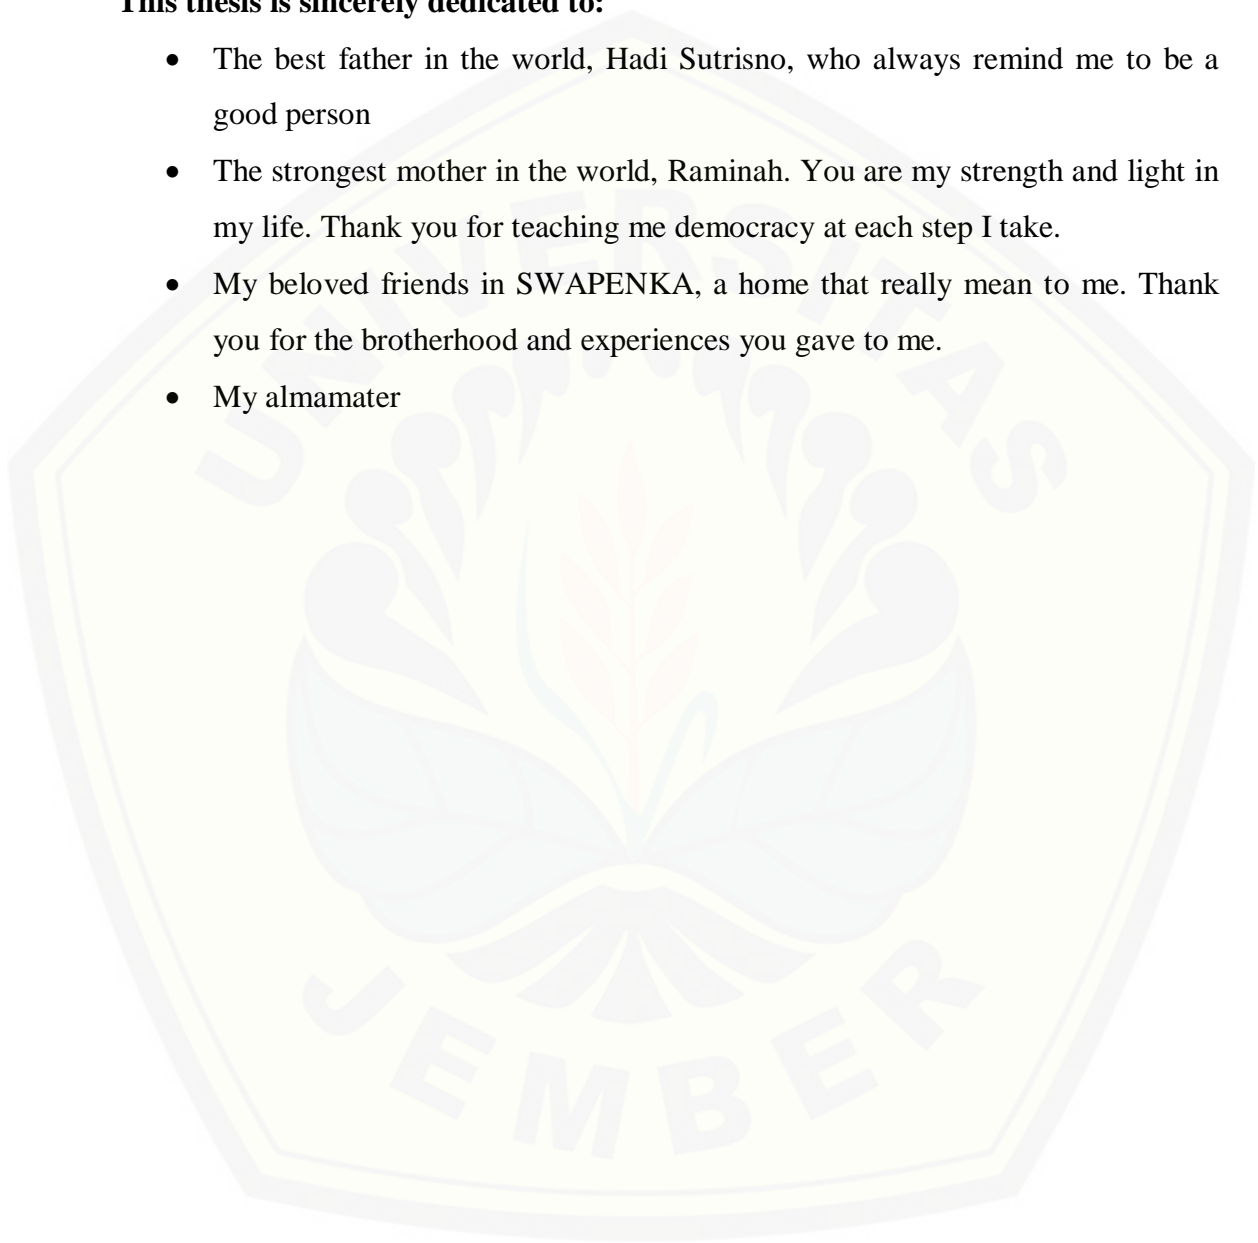 This thesis is sincerely dedicated to:
• The best father in the world, Hadi Sutrisno, who always remind me to be a
good person
• The strongest mother in the world, Raminah. You are my strength and light in
my life. Thank you for teaching me democracy at each step I take.
• My beloved friends in SWAPENKA, a home that really mean to me. Thank
you for the brotherhood and experiences you gave to me.
• My almamater
UNIVERSITAS
JEMBER